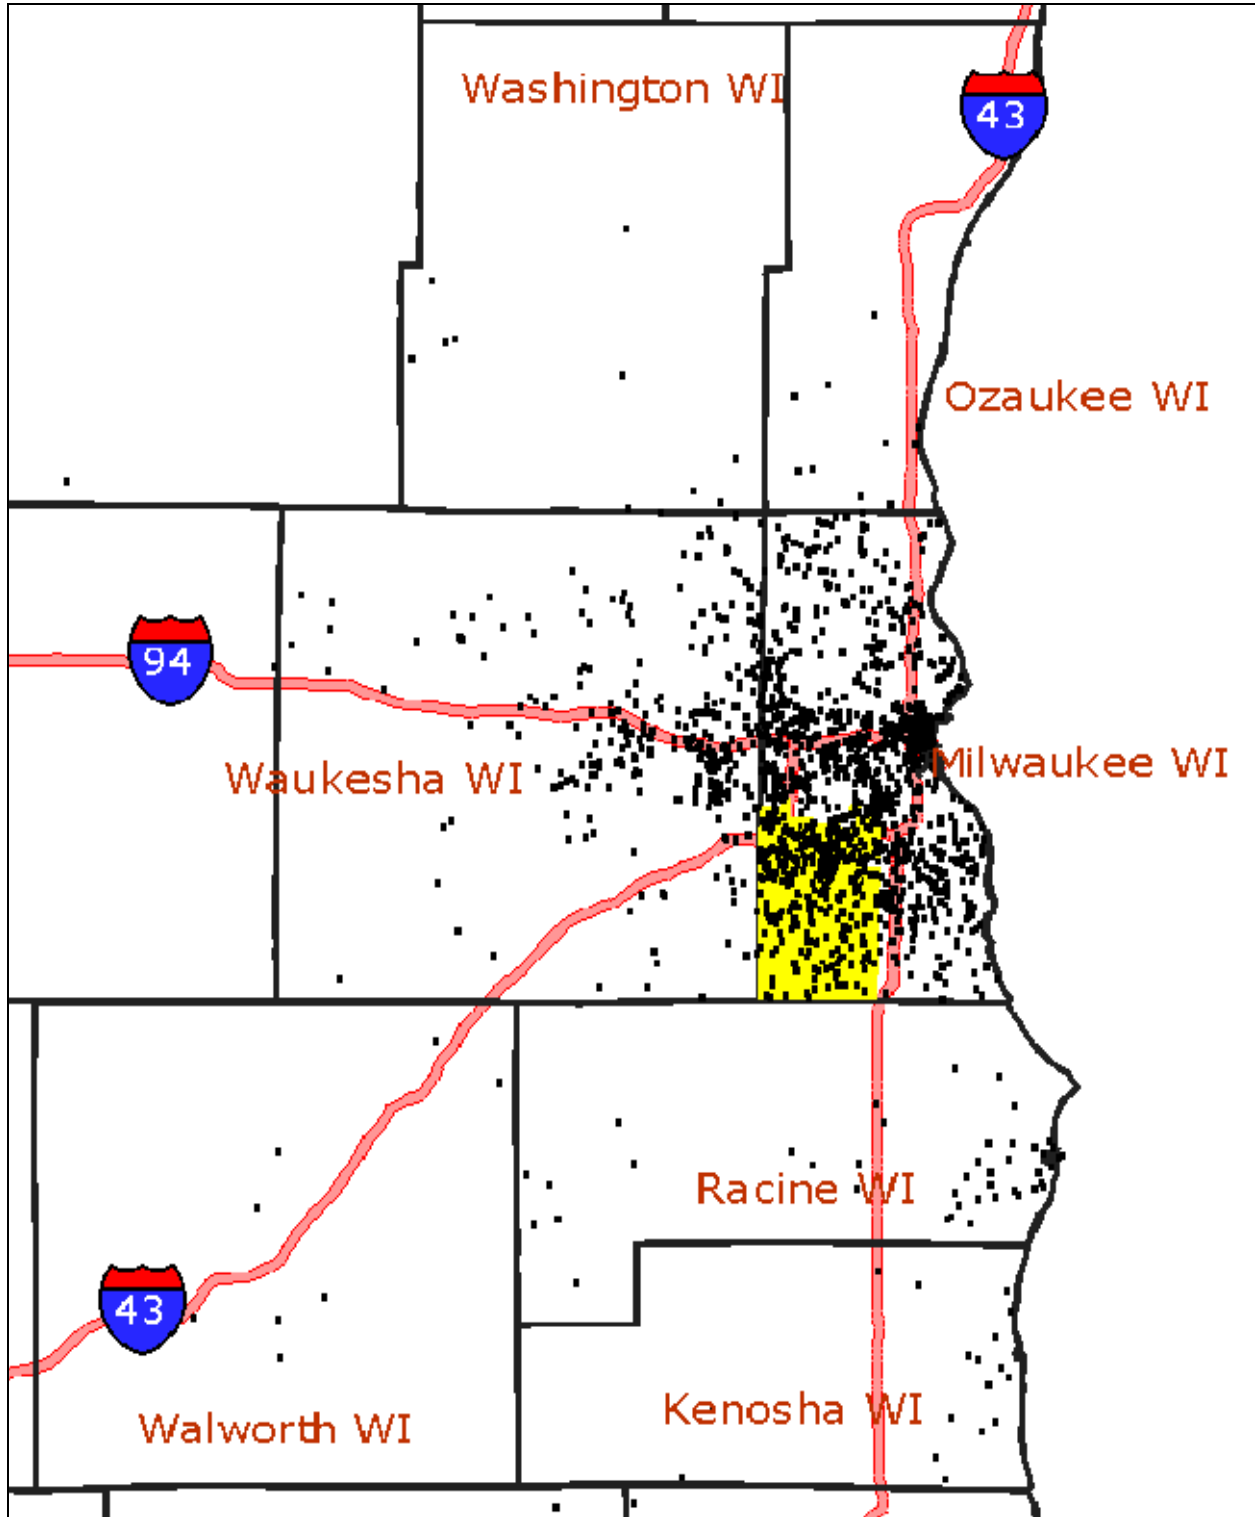 Washington WI
43
Ozaukee WI
94
Waukesha WI
Milwaukee WI
Racine WI
43
Kenosha WI
Walworth WI